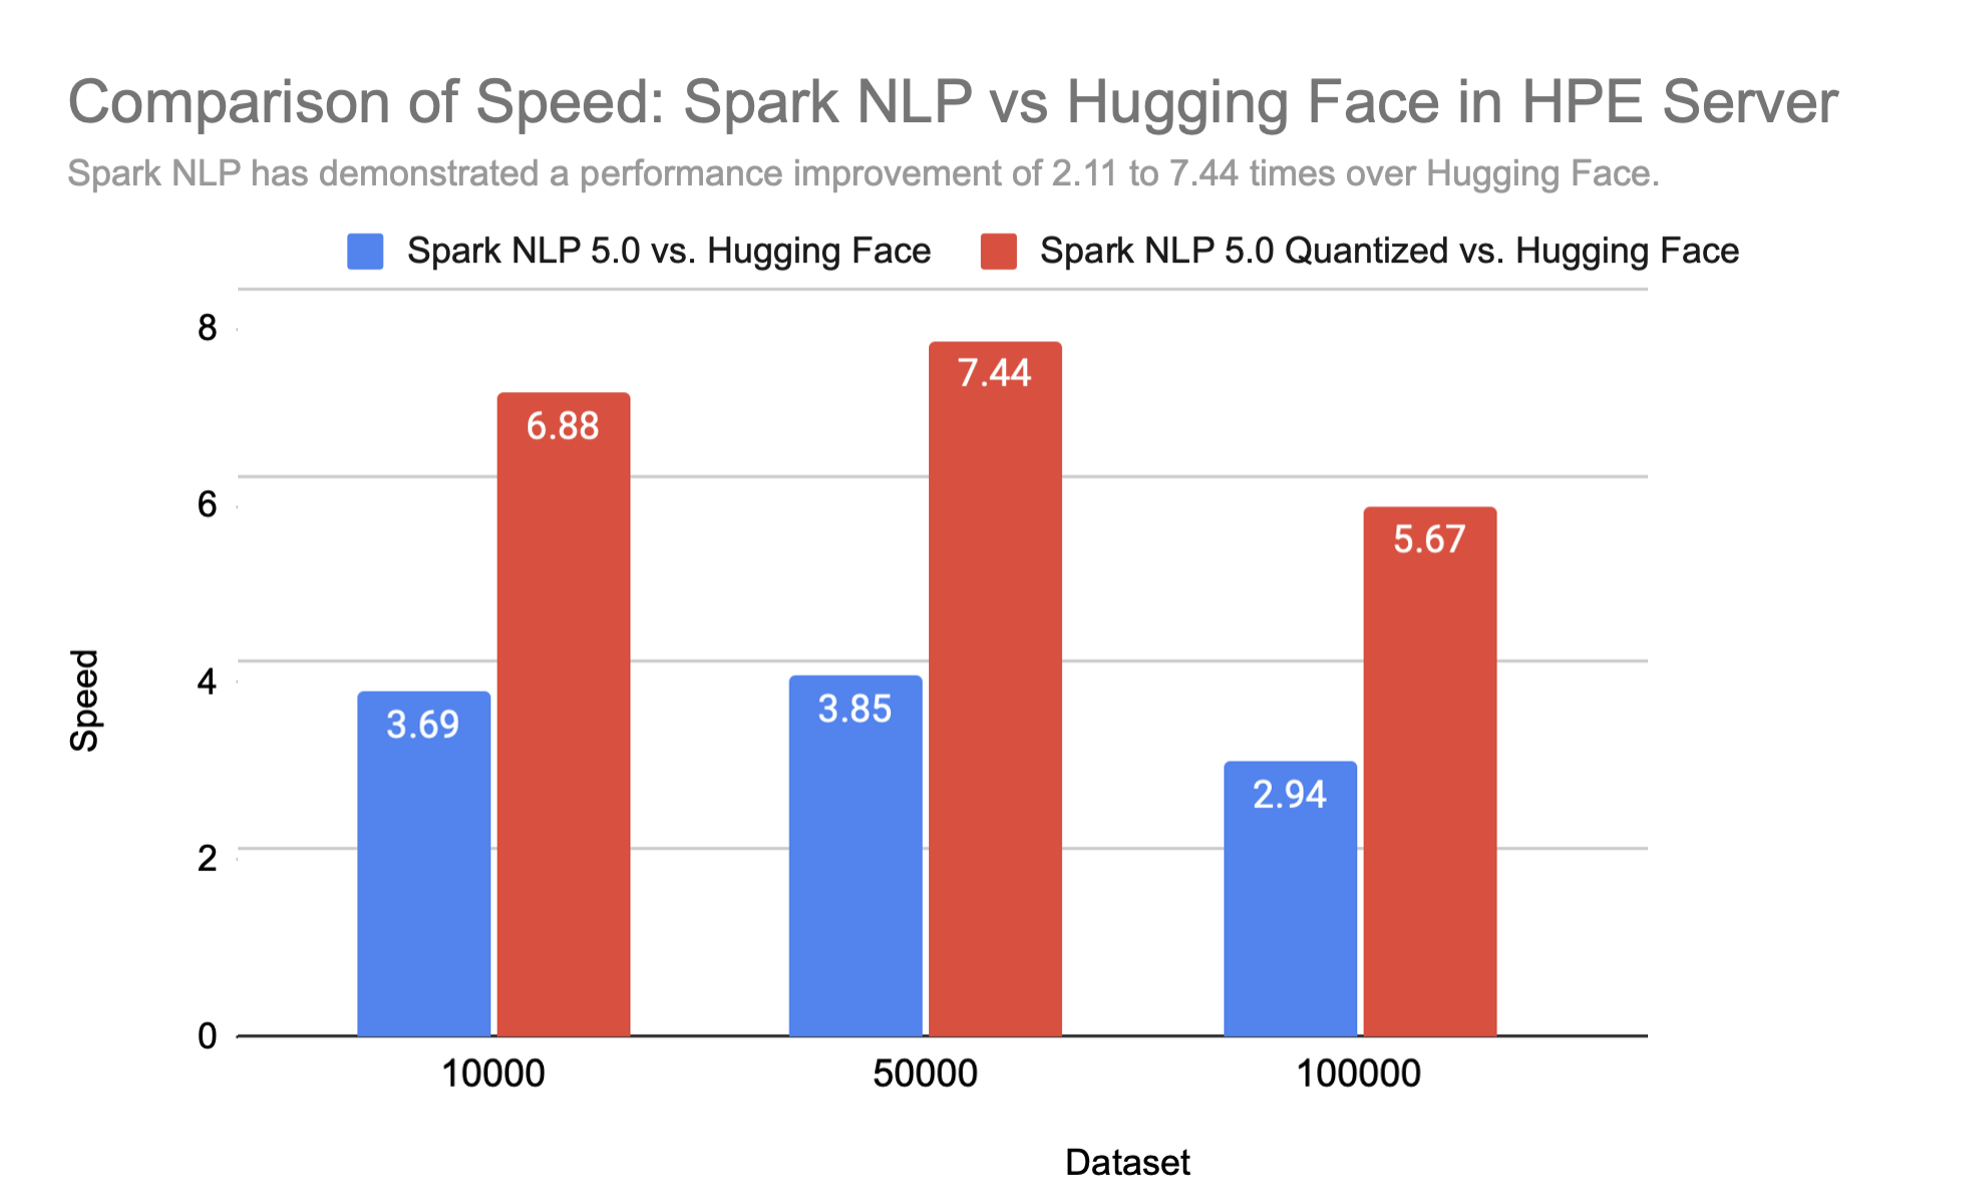 Comparison of Speed: Spark NLP vs Hugging Face in HPE Server
Spark NLP has demonstrated a performance improvement of 2.11 to 7.44 times over Hugging Face.
Spark NLP 5.0 vs. Hugging Face
Spark NLP 5.0 Quantized vs. Hugging Face
8
6
4
2
0
Speed
3.69
6.88
3.85
7.44
2.94
5.67
10000
50000
100000
Dataset